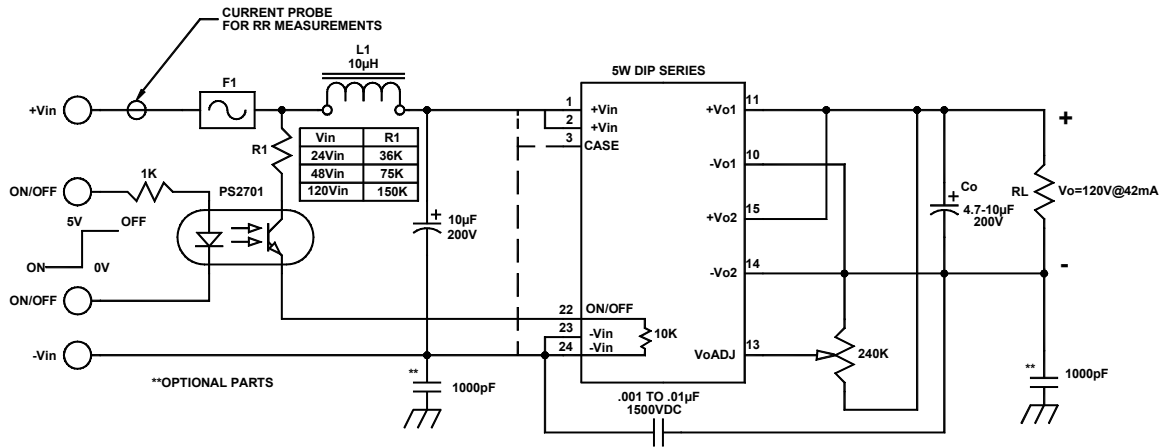 CURRENT PROBE
FOR RR MEASUREMENTS
L1
10µH
5W DIP SERIES
F1
+Vin
1
+Vin
2
+Vin
3
CASE
+Vo1
11
+
R1
Vin R1
24Vin 36K
48Vin 75K
120Vin 150K
-Vo1
10
ON/OFF
1K
PS2701
+
10µF
200V
+Vo2
15
+
Co
4.7-10µF
200V
RL
Vo=120V@42mA
5V OFF
ON 0V
-Vo2
14
-
ON/OFF
22
ON/OFF
23
-Vin
24
-Vin
10K
-Vin
VoADJ
13
240K
**OPTIONAL PARTS
**
1000pF
.001 TO .01µF
1500VDC
**
1000pF